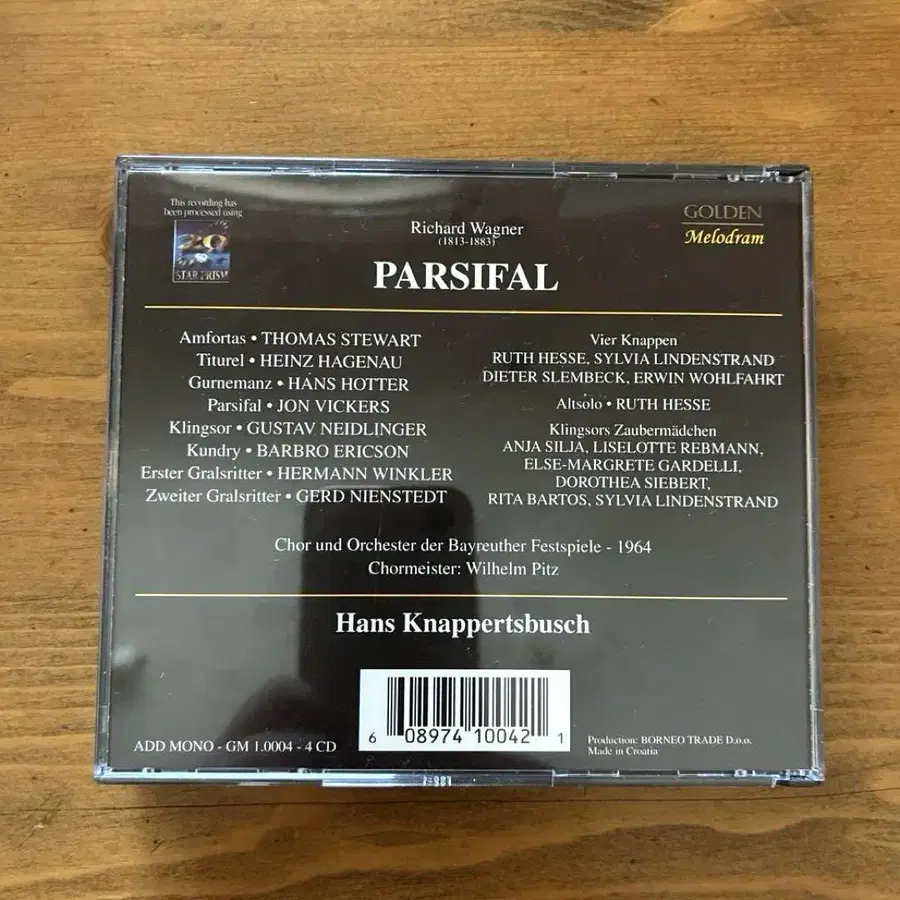 This recording has
been processed using
20
STAR PRISM
GOLDEN
Melodram
Richard Wagner
(1813-1883)
PARSIFAL
Amfortas • THOMAS STEWART
Titurel • HEINZ HAGENAU
Gurnemanz • HANS HOTTER
Parsifal • JON VICKERS
Klingsor • GUSTAV NEIDLINGER
Kundry • BARBRO ERICSON
Erster Gralsritter • HERMANN WINKLER
Zweiter Gralsritter • GERD NIENSTEDT
Vier Knappen
RUTH HESSE, SYLVIA LINDENSTRAND
DIETER SLEMBECK, ERWIN WOHLFAHRT
Altsolo • RUTH HESSE
Klingsors Zaubermädchen
ANJA SILJA, LISELOTTE REBMANN,
ELSE-MARGRETE GARDELLI,
DOROTHEA SIEBERT,
RITA BARTOS, SYLVIA LINDENSTRAND
Chor und Orchester der Bayreuther Festspiele - 1964
Chormeister: Wilhelm Pitz
Hans Knappertsbusch
ADD MONO - GM 1.0004 - 4 CD
6 08974 10042 1
Production: BORNEO TRADE D.o.o.
Made in Croatia